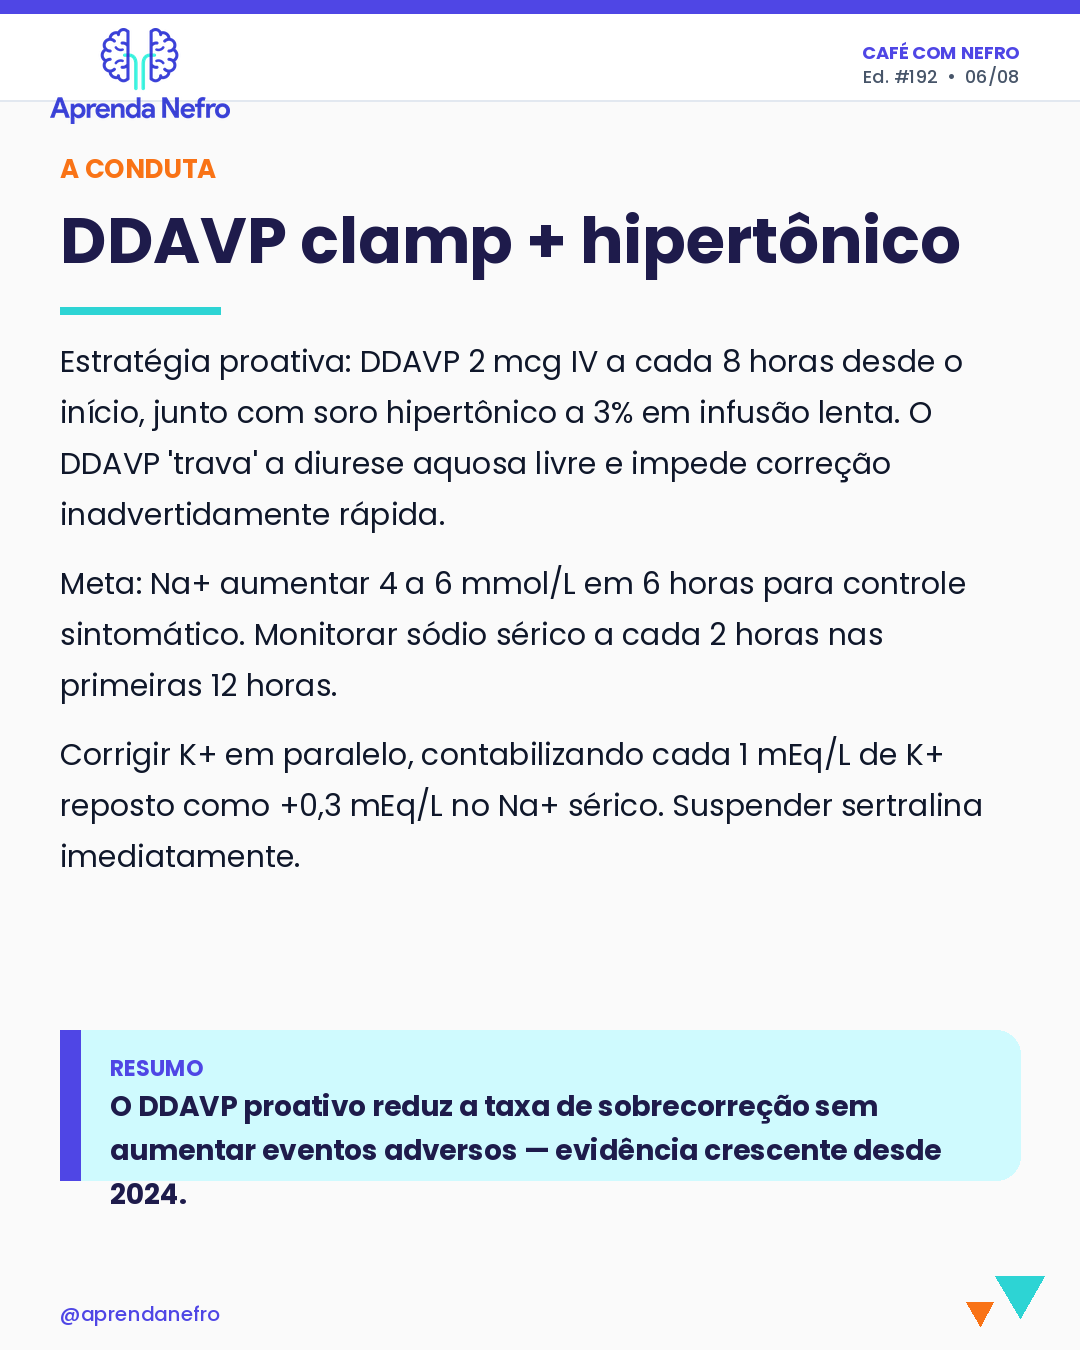 Aprenda Nefro
CAFÉ COM NEFRO
Ed. #192 • 06/08
A CONDUTA
DDAVP clamp + hipertônico
Estratégia proativa: DDAVP 2 mcg IV a cada 8 horas desde o
início, junto com soro hipertônico a 3% em infusão lenta. O
DDAVP 'trava' a diurese aquosa livre e impede correção
inadvertidamente rápida.
Meta: Na+ aumentar 4 a 6 mmol/L em 6 horas para controle
sintomático. Monitorar sódio sérico a cada 2 horas nas
primeiras 12 horas.
Corrigir K+ em paralelo, contabilizando cada 1 mEq/L de K+
reposto como +0,3 mEq/L no Na+ sérico. Suspender sertralina
imediatamente.
RESUMO
O DDAVP proativo reduz a taxa de sobrecorreção sem
aumentar eventos adversos — evidência crescente desde
2024.
@aprendanefro